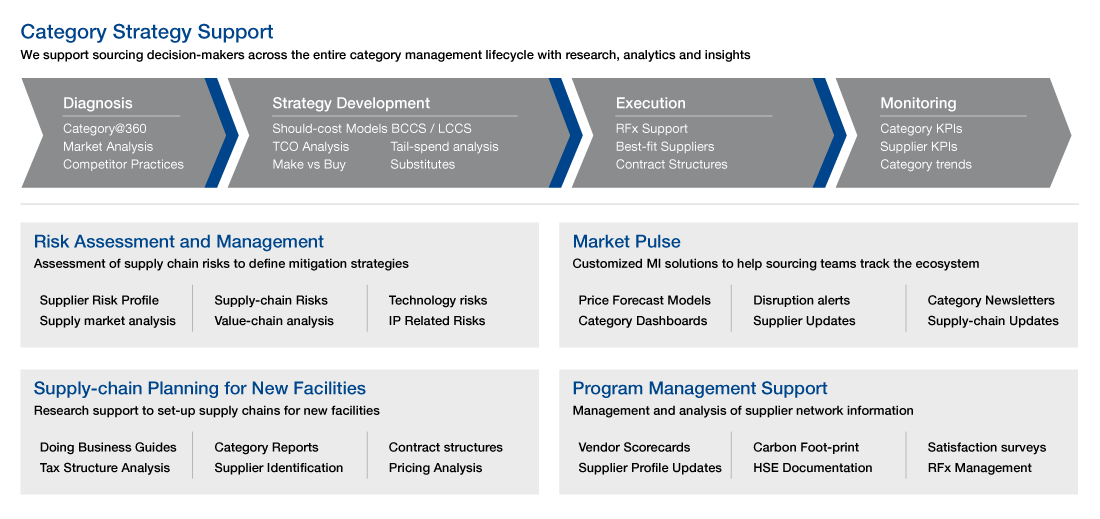 Category Strategy Support
We support sourcing decision-makers across the entire category management lifecycle with research, analytics and insights
Diagnosis
Category@360
Market Analysis
Competitor Practices
Strategy Development
Should-cost Models BCCS / LCCS
TCO Analysis Tail-spend analysis
Make vs Buy Substitutes
Execution
RFx Support
Best-fit Suppliers
Contract Structures
Monitoring
Category KPIs
Supplier KPIs
Category trends
Risk Assessment and Management
Assessment of supply chain risks to define mitigation strategies
Supplier Risk Profile Supply-chain Risks Technology risks
Supply market analysis Value-chain analysis IP Related Risks
Market Pulse
Customized MI solutions to help sourcing teams track the ecosystem
Price Forecast Models Disruption alerts Category Newsletters
Category Dashboards Supplier Updates Supply-chain Updates
Supply-chain Planning for New Facilities
Research support to set-up supply chains for new facilities
Doing Business Guides Category Reports Contract structures
Tax Structure Analysis Supplier Identification Pricing Analysis
Program Management Support
Management and analysis of supplier network information
Vendor Scorecards Carbon Foot-print Satisfaction surveys
Supplier Profile Updates HSE Documentation RFx Management